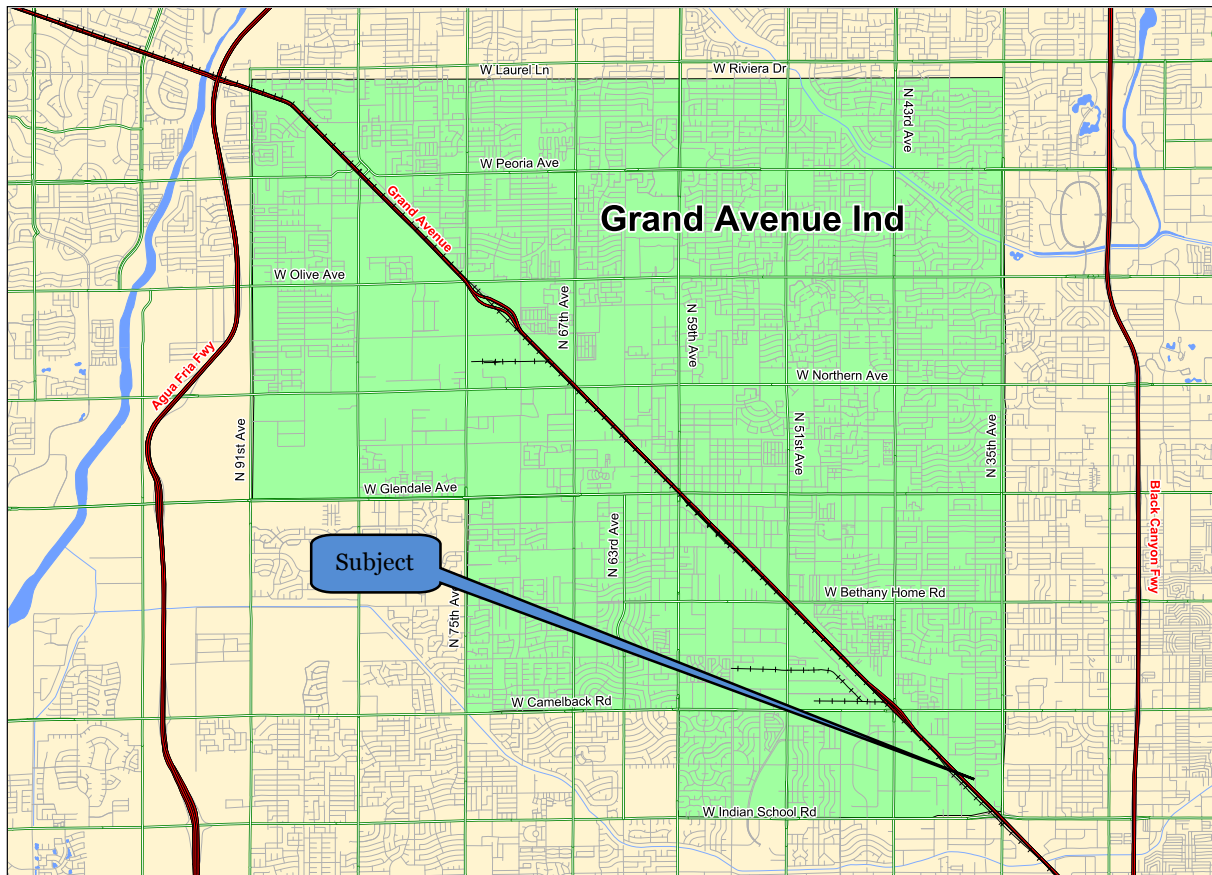 W Laurel Ln
W Riviera Dr
N 43rd Ave
W Peoria Ave
Grand Avenue
Grand Avenue Ind
W Olive Ave
N 67th Ave
N 59th Ave
Agua Fria Fwy
W Northern Ave
N 91st Ave
N 51st Ave
N 35th Ave
W Glendale Ave
Black Canyon Fwy
N 63rd Ave
Subject
N 75th Av
W Bethany Home Rd
W Camelback Rd
W Indian School Rd